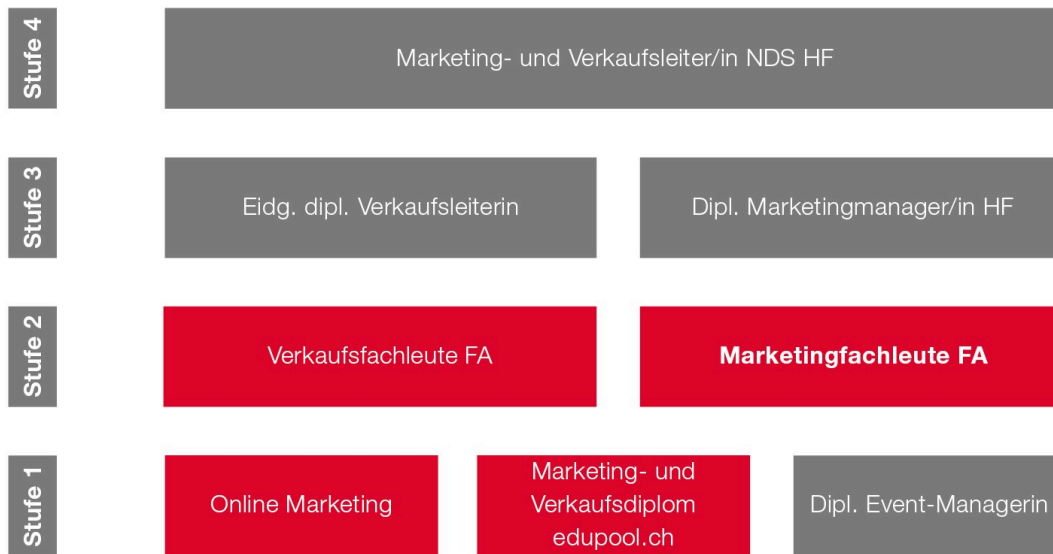 Stufe 4
Marketing- und Verkaufsleiter/in NDS HF
Stufe 3
Eidg. dipl. Verkaufsleiterin
Dipl. Marketingmanager/in HF
Stufe 2
Verkaufsfachleute FA
Marketingfachleute FA
Stufe 1
Online Marketing
Marketing- und
Verkaufsdiplom
edupool.ch
Dipl. Event-Managerin